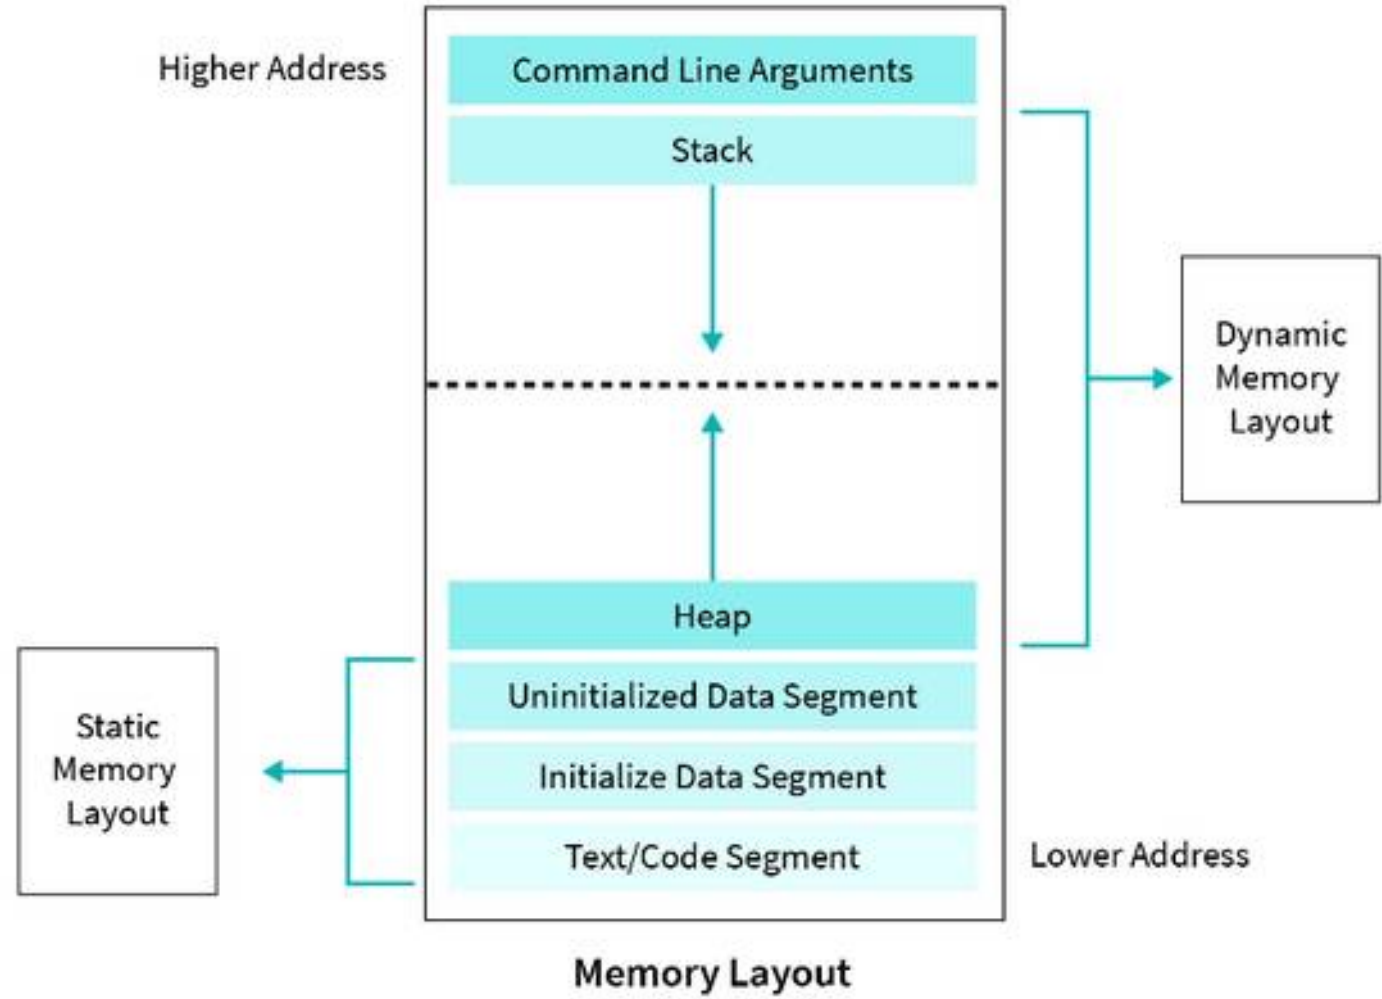 Higher Address
Command Line Arguments
Stack
Dynamic
Memory
Layout
Heap
Uninitialized Data Segment
Initialize Data Segment
Text/Code Segment
Static
Memory
Layout
Lower Address
Memory Layout